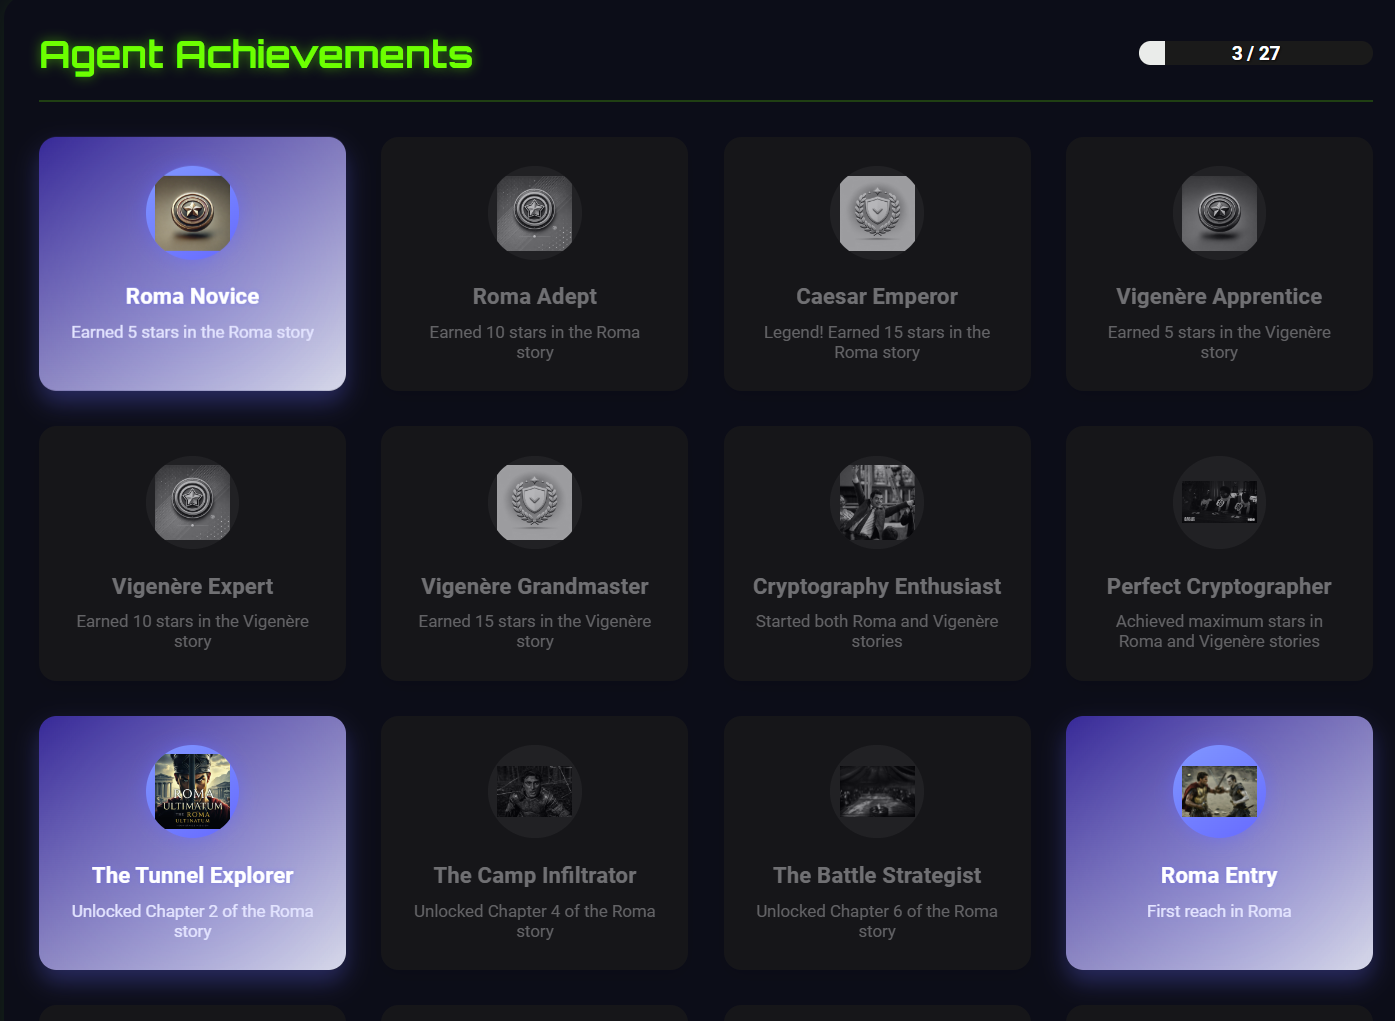 Agent Achievements
3 / 27
Roma Novice
Earned 5 stars in the Roma story
Roma Adept
Earned 10 stars in the Roma
story
Caesar Emperor
Legend! Earned 15 stars in the
Roma story
Vigenère Apprentice
Earned 5 stars in the Vigenère
story
Vigenère Expert
Earned 10 stars in the Vigenère
story
Vigenère Grandmaster
Earned 15 stars in the Vigenère
story
Cryptography Enthusiast
Started both Roma and Vigenère
stories
Perfect Cryptographer
Achieved maximum stars in
Roma and Vigenère stories
ROMA
ULTIMATUM
THE ROMA
ULTINATUM
The Tunnel Explorer
Unlocked Chapter 2 of the Roma
story
The Camp Infiltrator
Unlocked Chapter 4 of the Roma
story
The Battle Strategist
Unlocked Chapter 6 of the Roma
story
Roma Entry
First reach in Roma